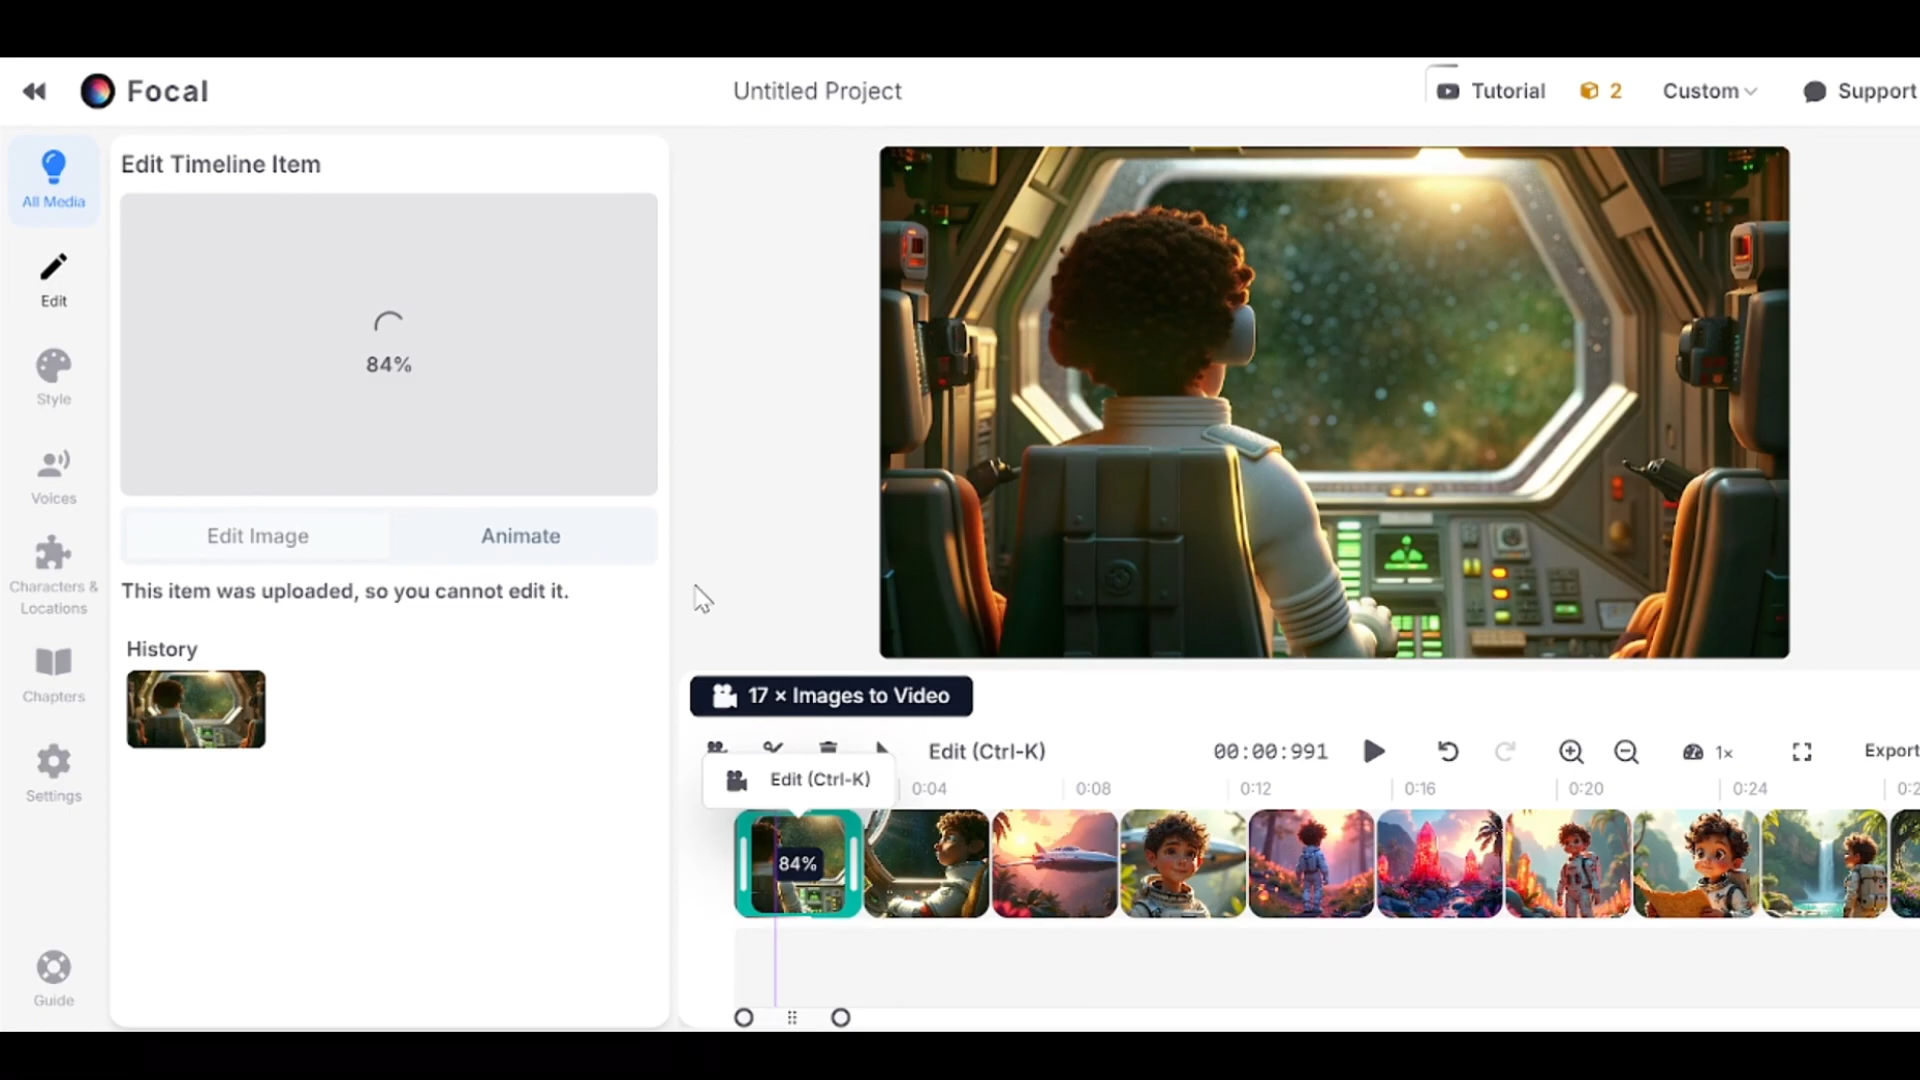 Focal
Untitled Project
Tutorial
2
Custom
Support
All Media
Edit
Style
Voices
Characters &
Locations
Chapters
Settings
Guide
Edit Timeline Item
84%
Edit Image
Animate
This item was uploaded, so you cannot edit it.
History
17 × Images to Video
Edit (Ctrl-K)
00:00:991
1×
Export
Edit (Ctrl-K)
0:04
0:08
0:12
0:16
0:20
0:24
0:2
84%